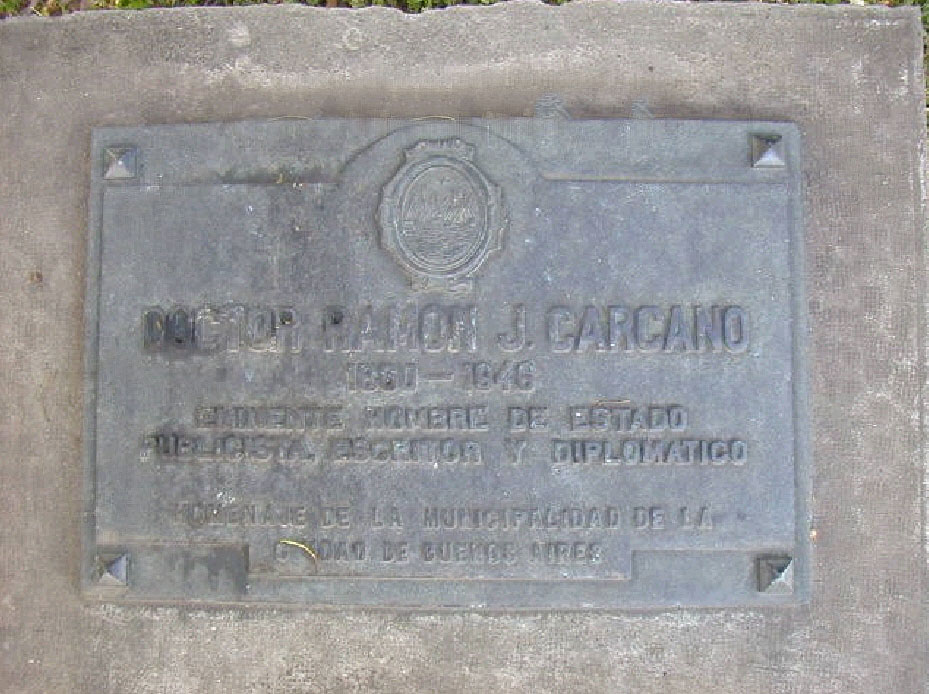 DOCTOR RAMON J. CARCANO
1860 - 1946
EMINENTE HOMBRE DE ESTADO
PUBLICISTA, ESCRITOR Y DIPLOMATICO
HOMENAJE DE LA MUNICIPALIDAD DE LA
CIUDAD DE BUENOS AIRES